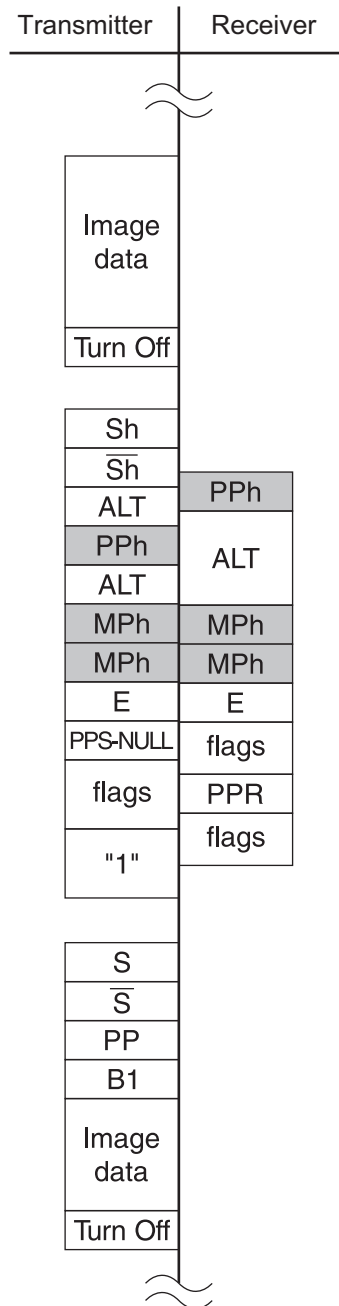 Transmitter Receiver
Image
data
Turn Off
Sh
S̅h̅
PPh
ALT
PPh
ALT
ALT
MPh MPh
MPh MPh
E E
PPS-NULL flags
flags PPR
flags
"1"
S
S̅
PP
B1
Image
data
Turn Off